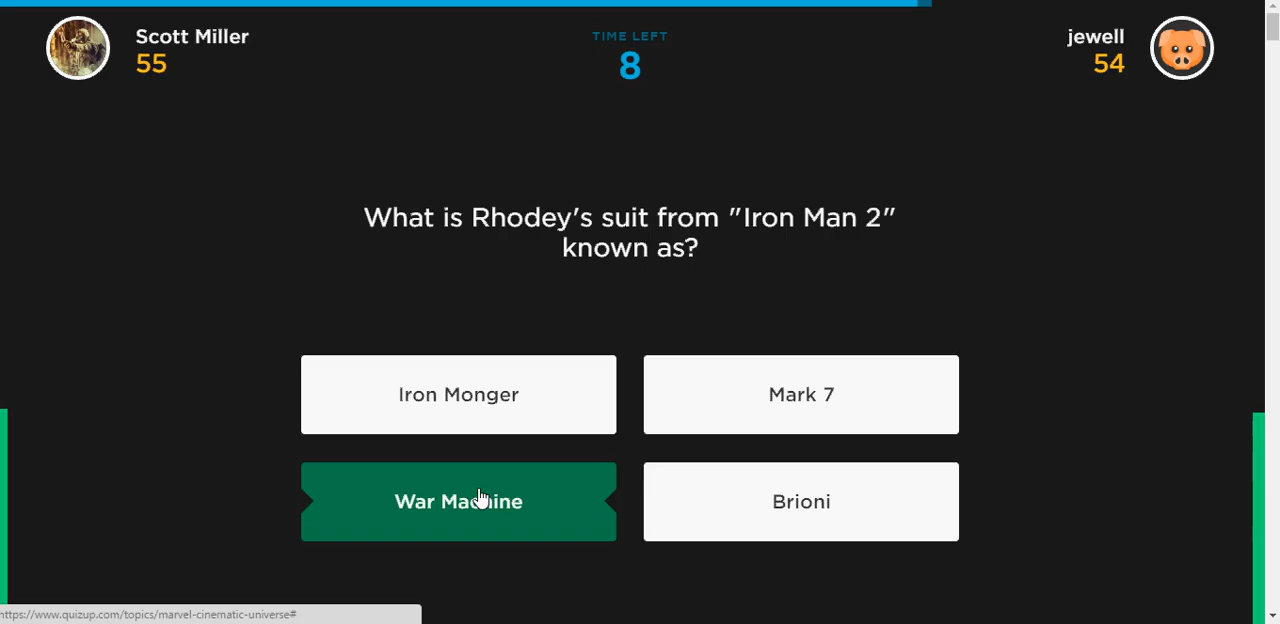 Scott Miller
55
TIME LEFT
8
jewell
54
What is Rhodey's suit from "Iron Man 2"
known as?
Iron Monger
Mark 7
War Machine
Brioni
https://www.quizup.com/topics/marvel-cinematic-universe#